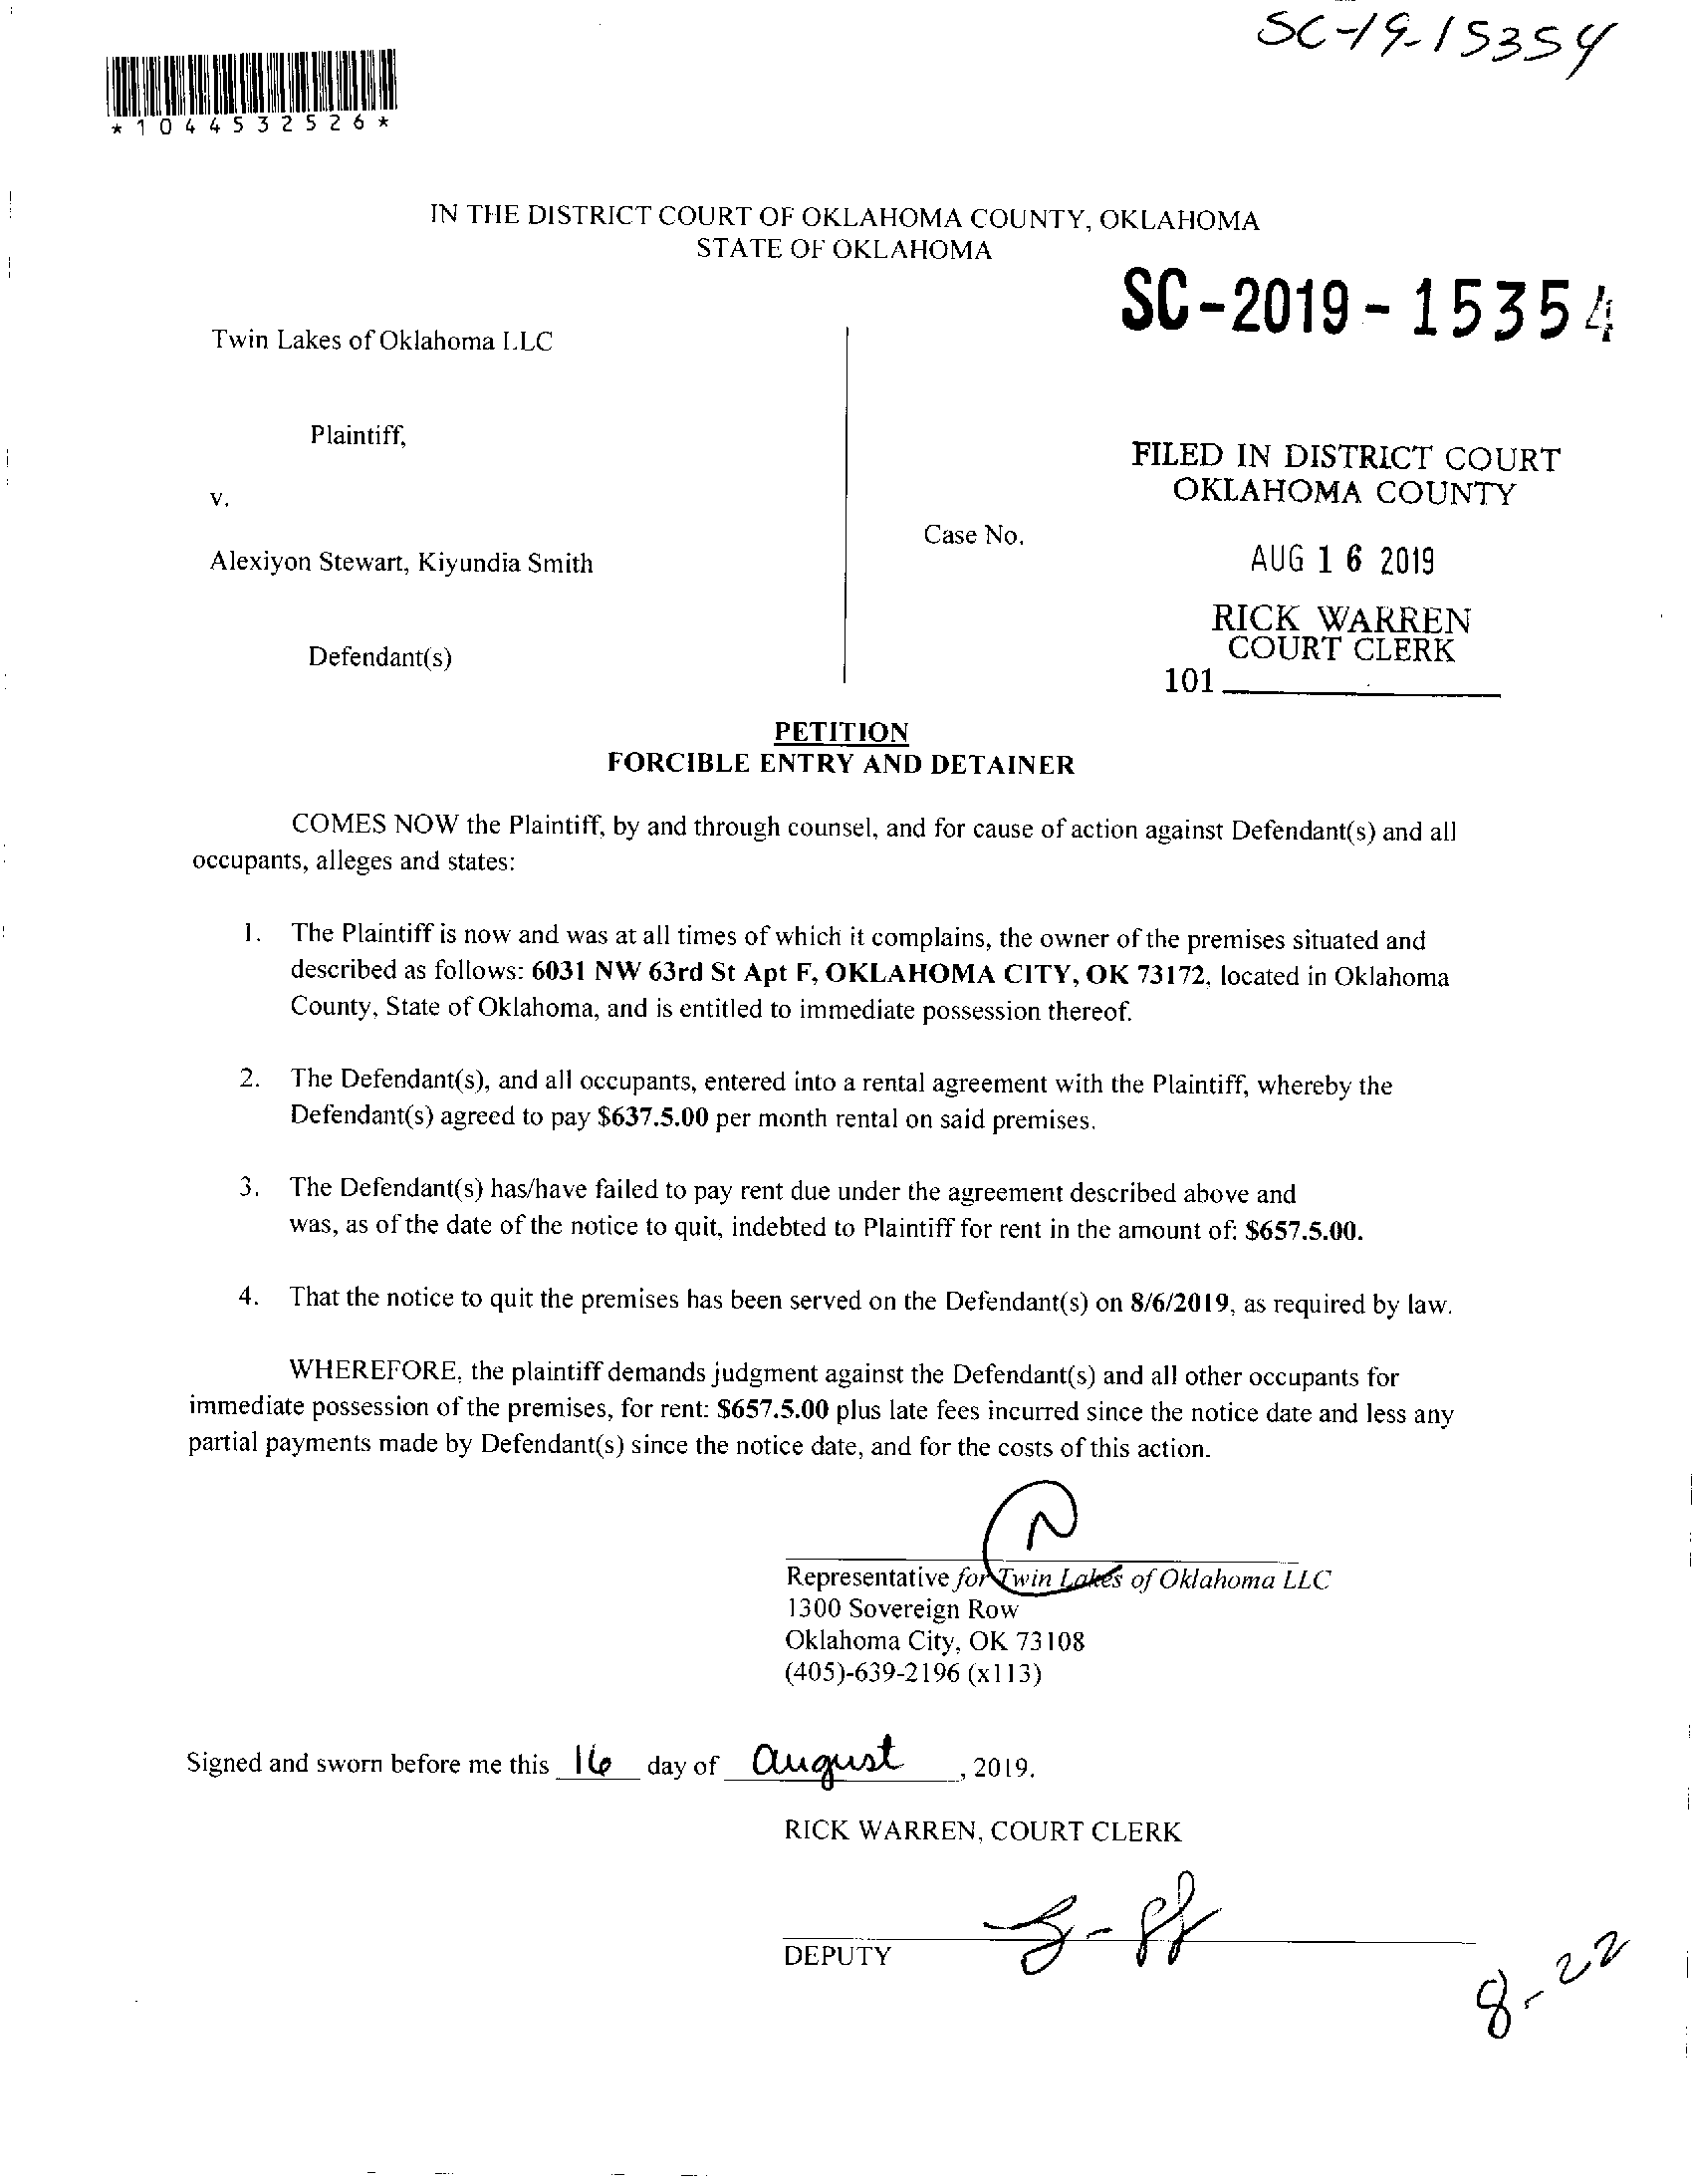 SC-19-15354
*1044532526*
IN THE DISTRICT COURT OF OKLAHOMA COUNTY, OKLAHOMA
STATE OF OKLAHOMA
SC-2019-15354
Twin Lakes of Oklahoma LLC
Plaintiff,
v.
Alexiyon Stewart, Kiyundia Smith
Defendant(s)
Case No.
FILED IN DISTRICT COURT
OKLAHOMA COUNTY
AUG 16 2019
RICK WARREN
COURT CLERK
101
PETITION
FORCIBLE ENTRY AND DETAINER
COMES NOW the Plaintiff, by and through counsel, and for cause of action against Defendant(s) and all
occupants, alleges and states:
1. The Plaintiff is now and was at all times of which it complains, the owner of the premises situated and
described as follows: 6031 NW 63rd St Apt F, OKLAHOMA CITY, OK 73172, located in Oklahoma
County, State of Oklahoma, and is entitled to immediate possession thereof.
2. The Defendant(s), and all occupants, entered into a rental agreement with the Plaintiff, whereby the
Defendant(s) agreed to pay $637.5.00 per month rental on said premises.
3. The Defendant(s) has/have failed to pay rent due under the agreement described above and
was, as of the date of the notice to quit, indebted to Plaintiff for rent in the amount of: $657.5.00.
4. That the notice to quit the premises has been served on the Defendant(s) on 8/6/2019, as required by law.
WHEREFORE, the plaintiff demands judgment against the Defendant(s) and all other occupants for
immediate possession of the premises, for rent: $657.5.00 plus late fees incurred since the notice date and less any
partial payments made by Defendant(s) since the notice date, and for the costs of this action.
Representative for Twin Lakes of Oklahoma LLC
1300 Sovereign Row
Oklahoma City, OK 73108
(405)-639-2196 (x113)
Signed and sworn before me this 16 day of august, 2019.
RICK WARREN, COURT CLERK
DEPUTY
8-22